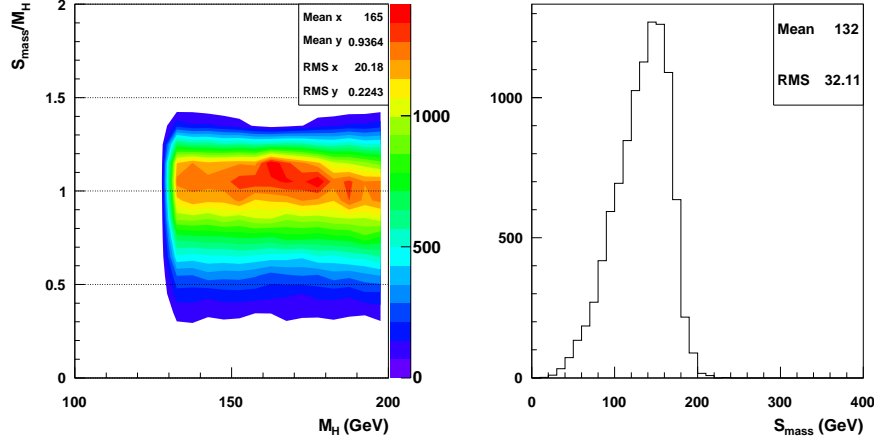 S_mass/M_H
2
1.5
1
0.5
0
100
150
200
M_H (GeV)
Mean x 165
Mean y 0.9364
RMS x 20.18
RMS y 0.2243
1000
500
0
1000
500
0
0
100
200
300
400
S_mass (GeV)
Mean 132
RMS 32.11